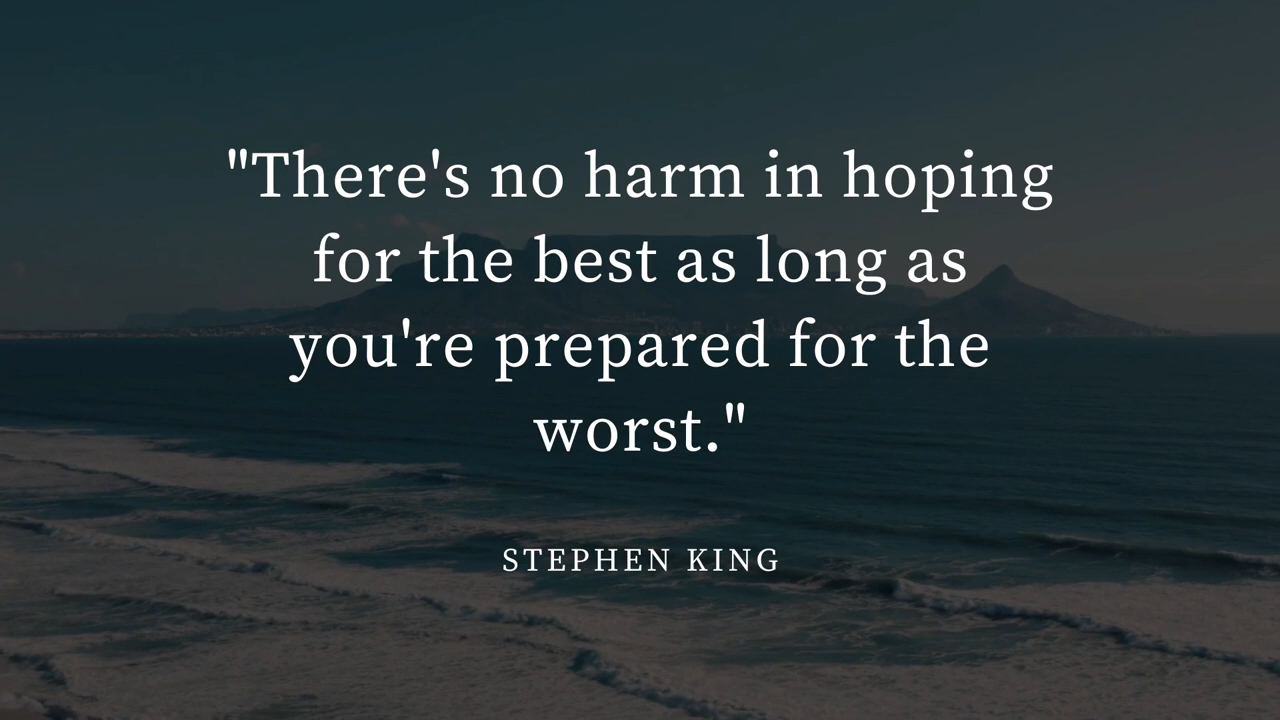 "There's no harm in hoping
for the best as long as
you're prepared for the
worst."
STEPHEN KING